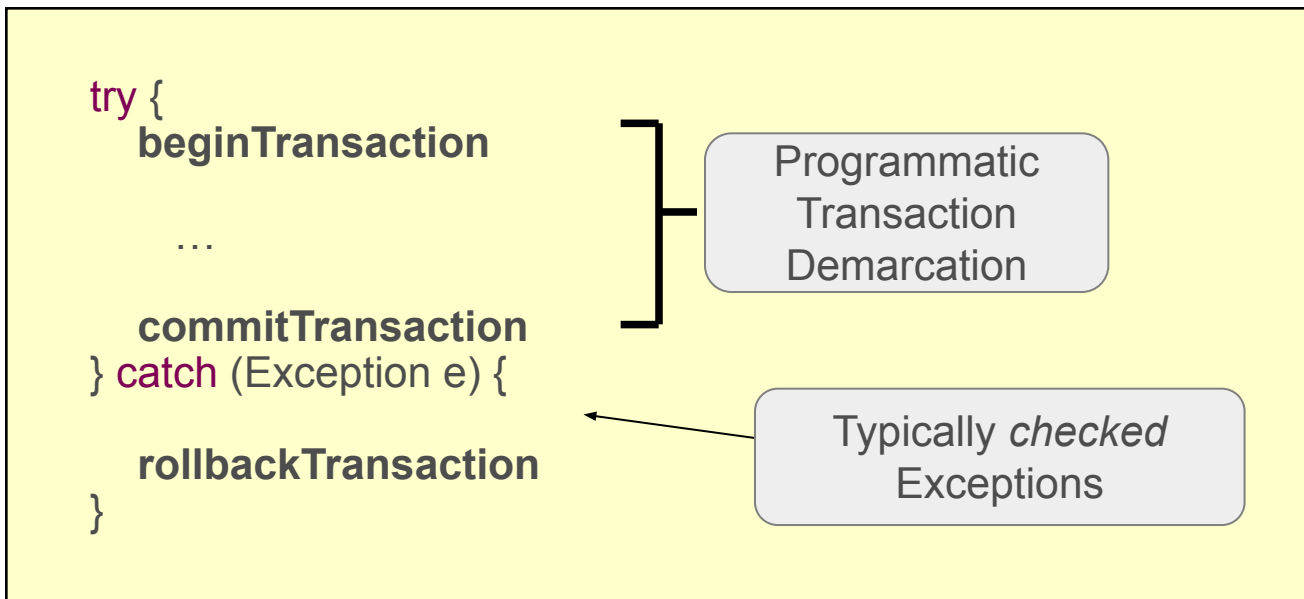 try {
beginTransaction
…
commitTransaction
} catch (Exception e) {
rollbackTransaction
}
Programmatic
Transaction
Demarcation
Typically checked
Exceptions